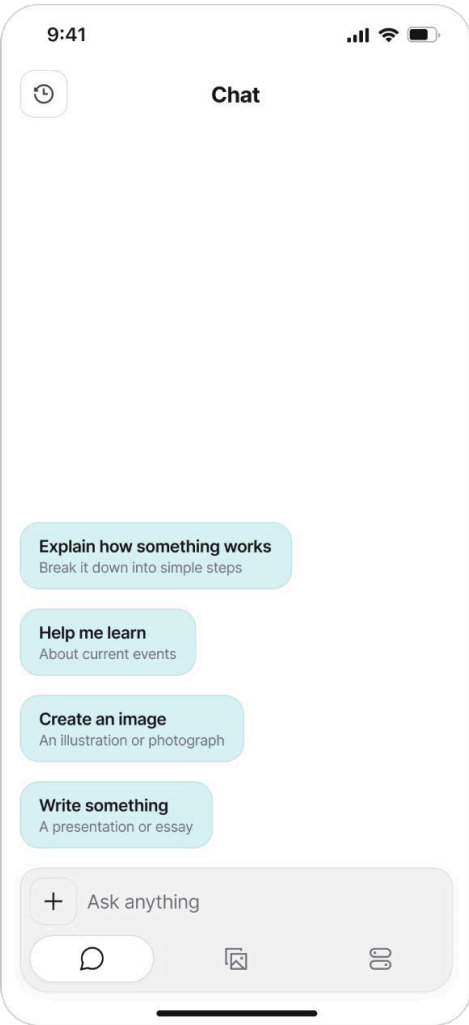 9:41
Chat
Explain how something works
Break it down into simple steps
Help me learn
About current events
Create an image
An illustration or photograph
Write something
A presentation or essay
Ask anything